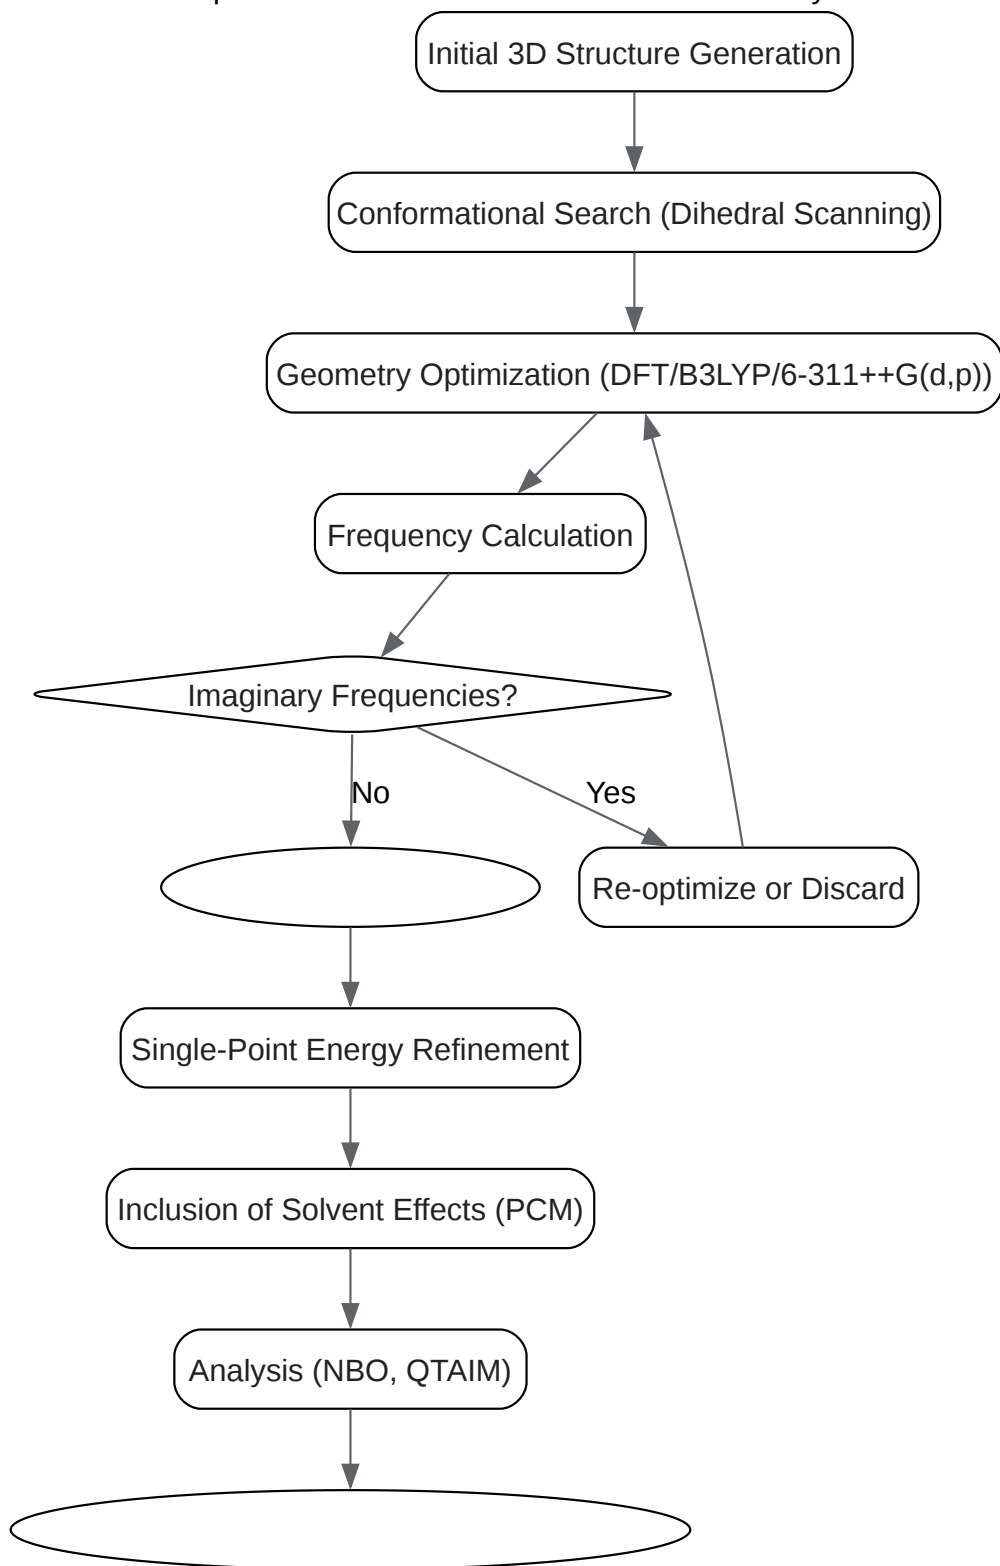 Initial 3D Structure Generation
Conformational Search (Dihedral Scanning)
Geometry Optimization (DFT/B3LYP/6-311++G(d,p))
Frequency Calculation
Imaginary Frequencies?
No
Yes
Re-optimize or Discard
Single-Point Energy Refinement
Inclusion of Solvent Effects (PCM)
Analysis (NBO, QTAIM)